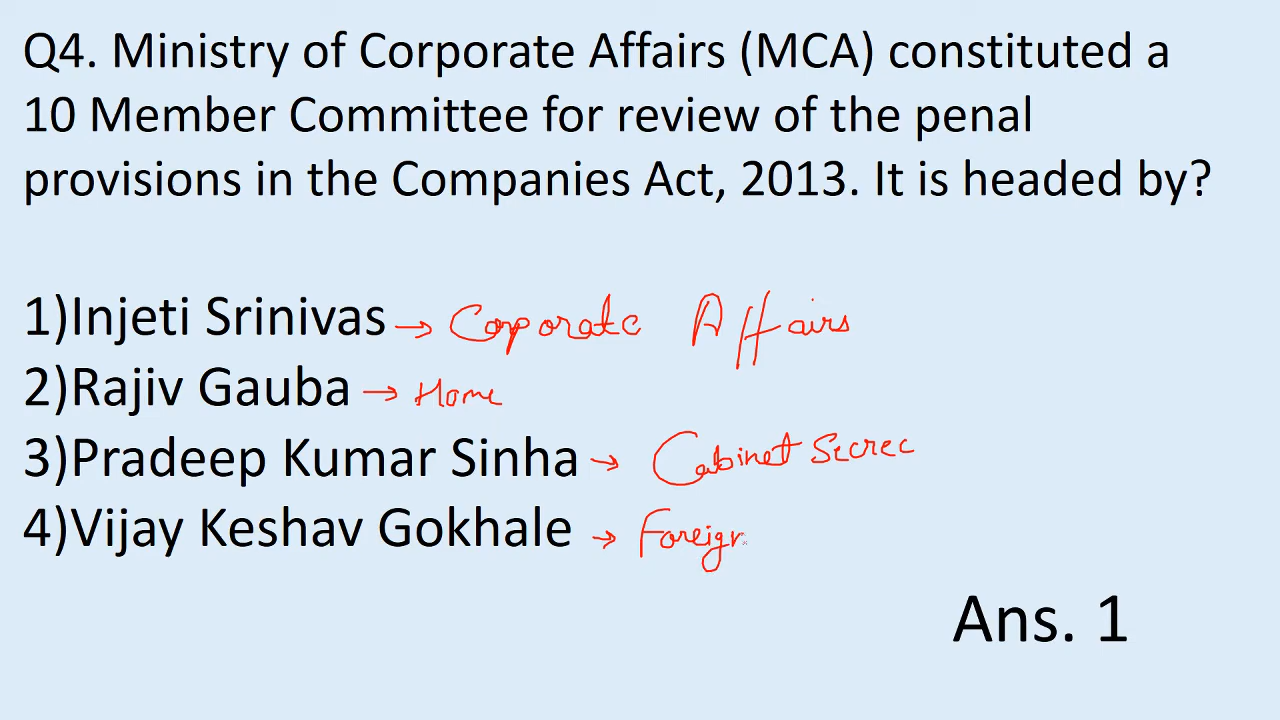 Q4. Ministry of Corporate Affairs (MCA) constituted a
10 Member Committee for review of the penal
provisions in the Companies Act, 2013. It is headed by?
1)Injeti Srinivas → Corporate Affairs
2)Rajiv Gauba → Home
3)Pradeep Kumar Sinha → Cabinet Secrec
4)Vijay Keshav Gokhale → Foreign
Ans. 1